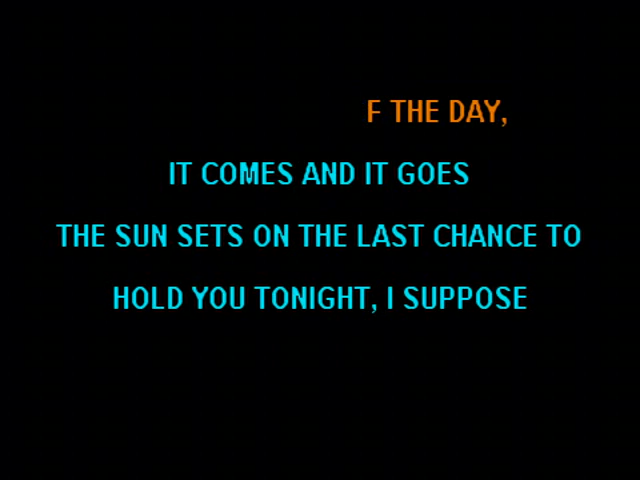 F THE DAY,
IT COMES AND IT GOES
THE SUN SETS ON THE LAST CHANCE TO
HOLD YOU TONIGHT, I SUPPOSE